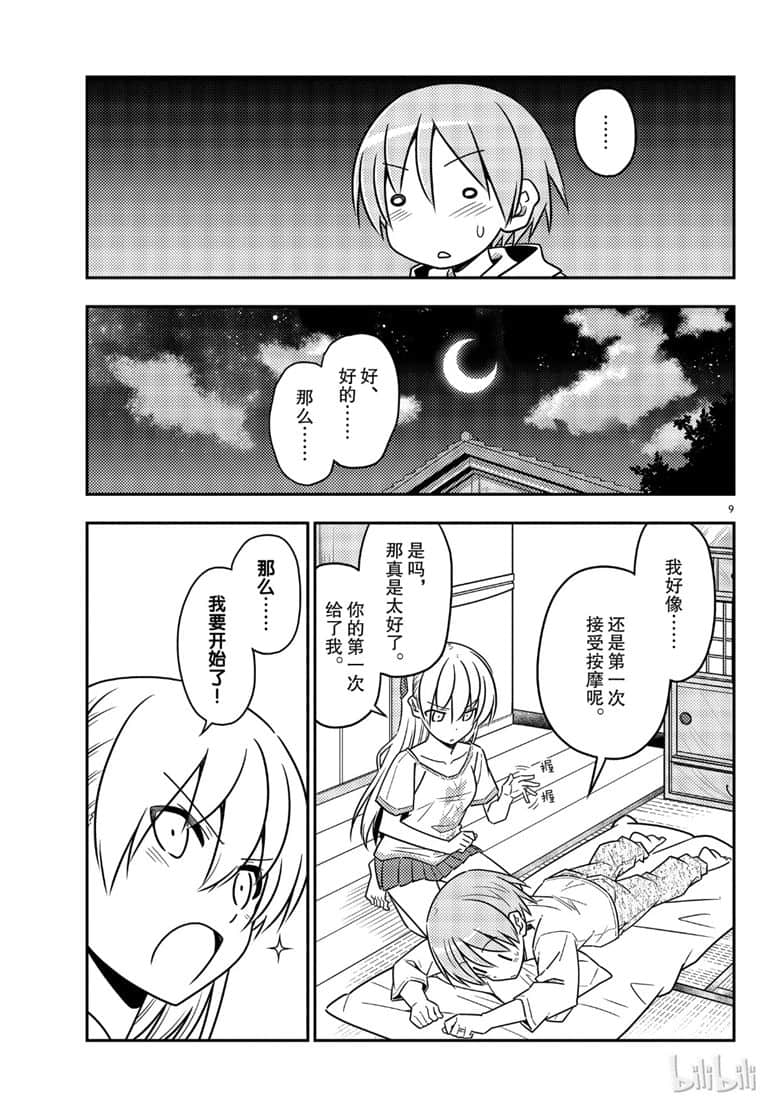 ……
好、
好的……
那么……
9
我好像……
还是第一次
接受按摩呢。
是吗，
那真是太好了。
你的第一次
给了我。
握
握
那么……
我要开始了！
bilibili